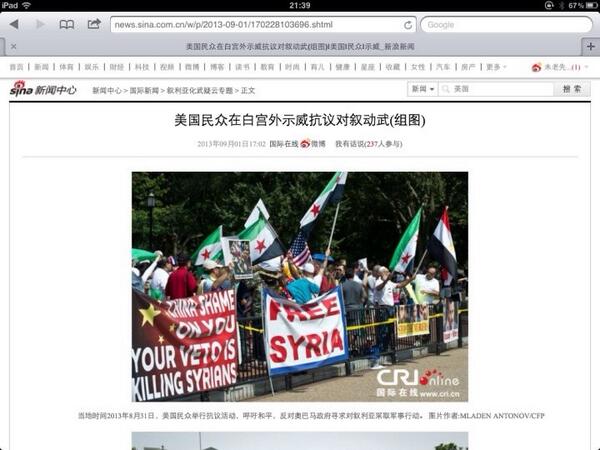 iPad
21:39
67%
news.sina.com.cn/w/p/2013-09-01/170228103696.shtml
Google
美国民众在白宫外示威抗议对叙动武(组图)|美国|民众|示威_新浪新闻
首页 | 新闻 | 体育 | 娱乐 | 财经 | 科技 | 视频 | 微博 | 博客 | 读书 | 教育 | 时尚 | 育儿 | 健康 | 星座 | 收藏 | 女性 | 汽车 | 房产 | 更多 朱老先...(1)
sina 新闻中心 新闻中心 > 国际新闻 > 叙利亚化武疑云专题 > 正文 新闻 美国 搜索
美国民众在白宫外示威抗议对叙动武(组图)
2013年09月01日17:02 国际在线 微博 我有话说(237人参与)
CHINA SHAME
ON YOU
YOUR VETO IS
KILLING SYRIANS
FREE
SYRIA
CRI online
国际在线 www.cri.cn
当地时间2013年8月31日，美国民众举行抗议活动，呼吁和平，反对奥巴马政府寻求对叙利亚采取军事行动。 图片作者:MLADEN ANTONOV/CFP